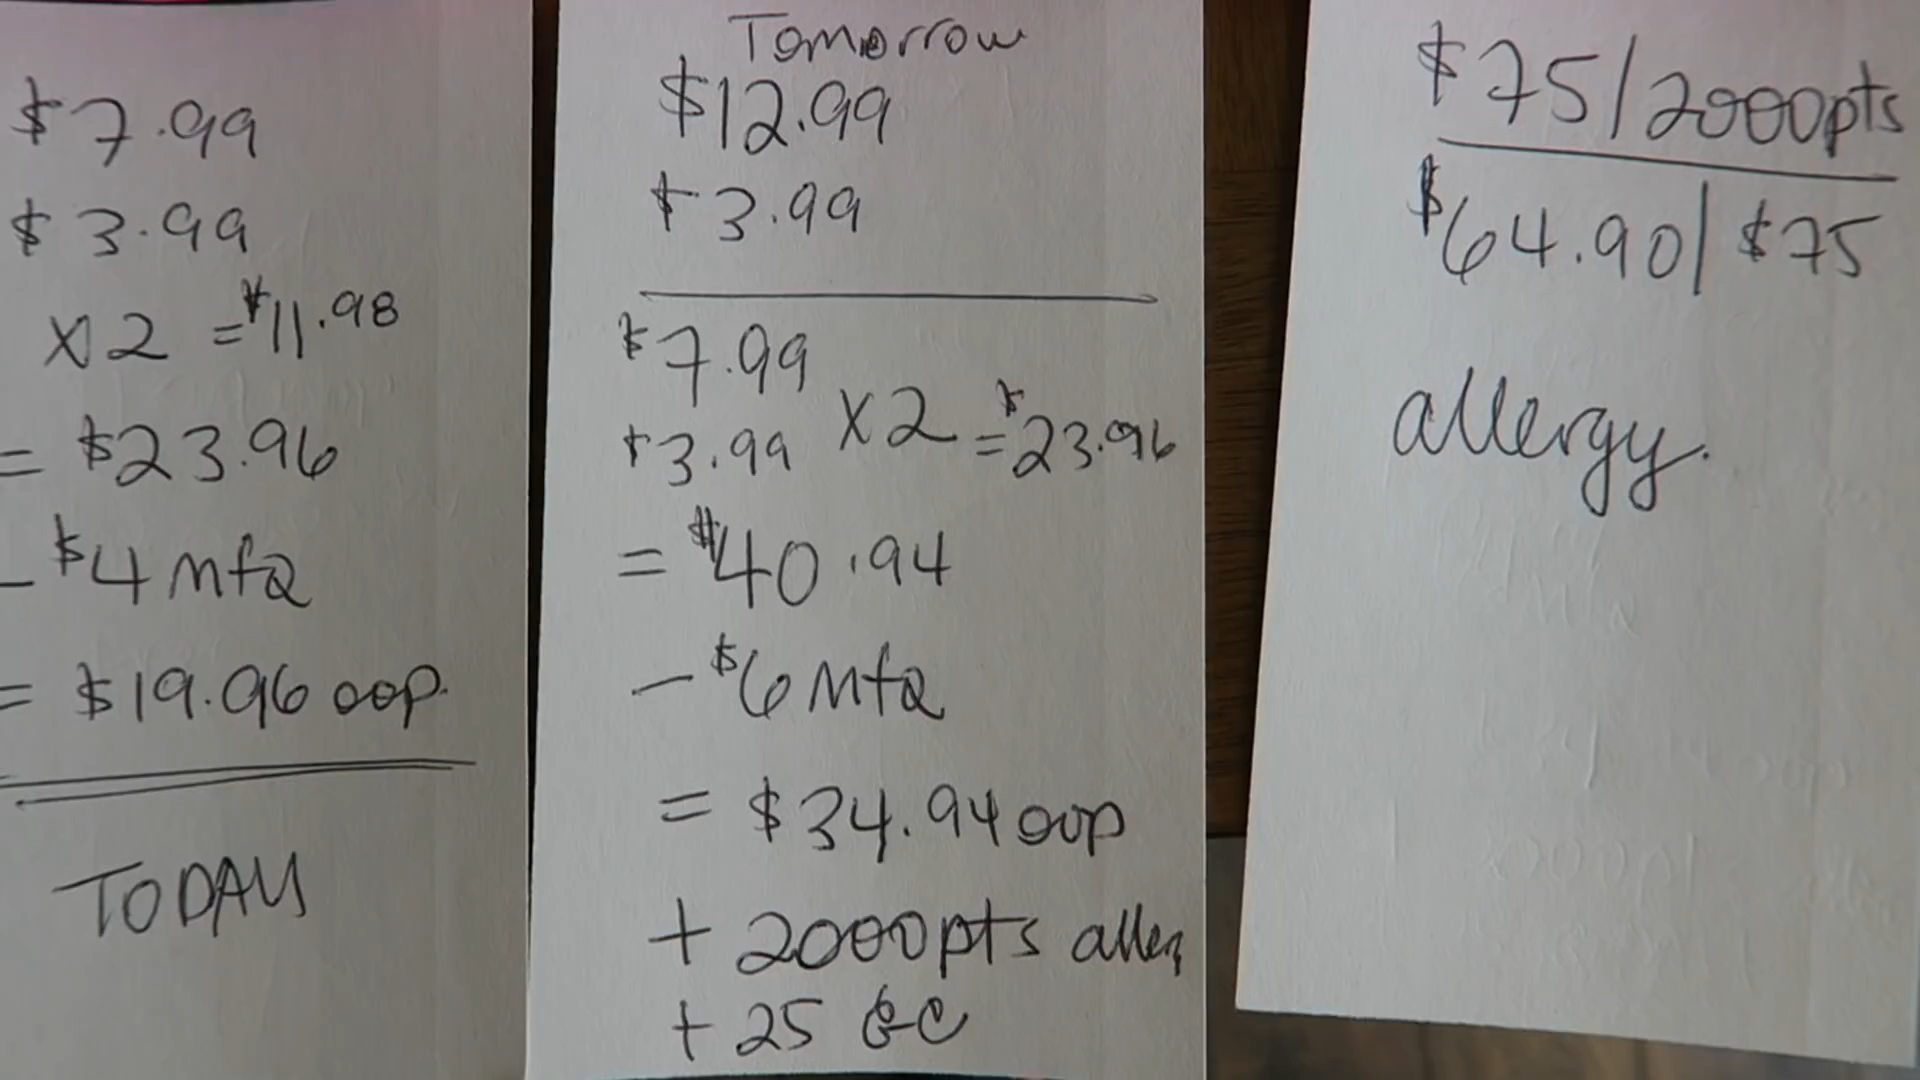 $7.99
$3.99
x2 = $11.98
= $23.96
- $4 mfQ
= $19.96 oop.
TODAY
Tomorrow
$12.99
$3.99
$7.99
$3.99 x2 = $23.96
= $40.94
- $6 mfQ
= $34.94 oop
+ 2000pts aller
+ 25 GC
$75/2000pts
$64.90/$75
allergy.